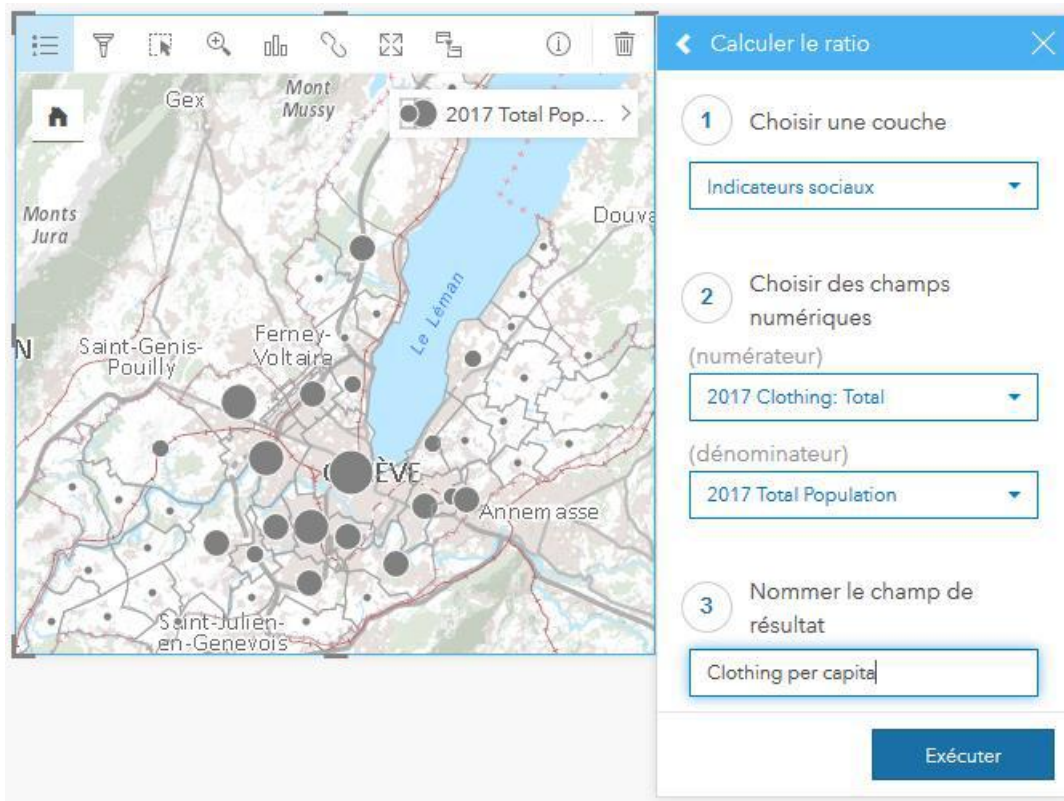 Gex
Mont
Mussy
2017 Total Pop...
Monts
Jura
Douva
Le Léman
Ferney-
Voltaire
N
Saint-Genis-
Pouilly
G ÈVE
Annemasse
Saint-Julien-
en-Genevois
Calculer le ratio
1 Choisir une couche
Indicateurs sociaux
2 Choisir des champs
numériques
(numérateur)
2017 Clothing: Total
(dénominateur)
2017 Total Population
3 Nommer le champ de
résultat
Clothing per capita
Exécuter